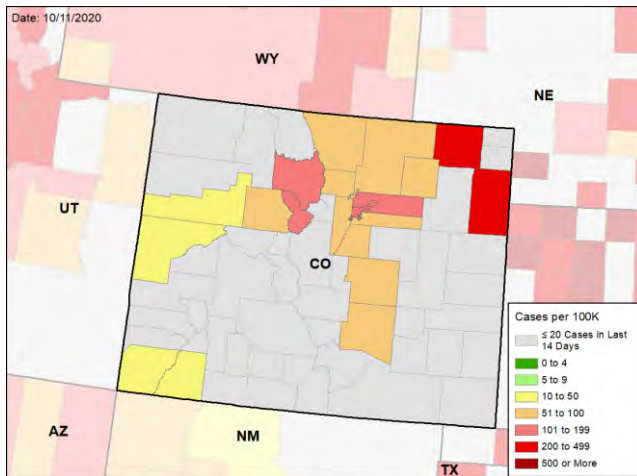 Date: 10/11/2020
WY
NE
UT
CO
AZ
NM
TX
Cases per 100K
≤ 20 Cases in Last
14 Days
0 to 4
5 to 9
10 to 50
51 to 100
101 to 199
200 to 499
500 or More